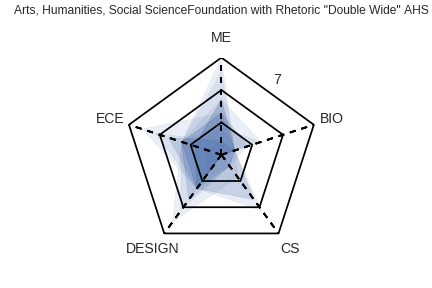 Arts, Humanities, Social ScienceFoundation with Rhetoric "Double Wide" AHS
ME
7
ECE
BIO
DESIGN
CS